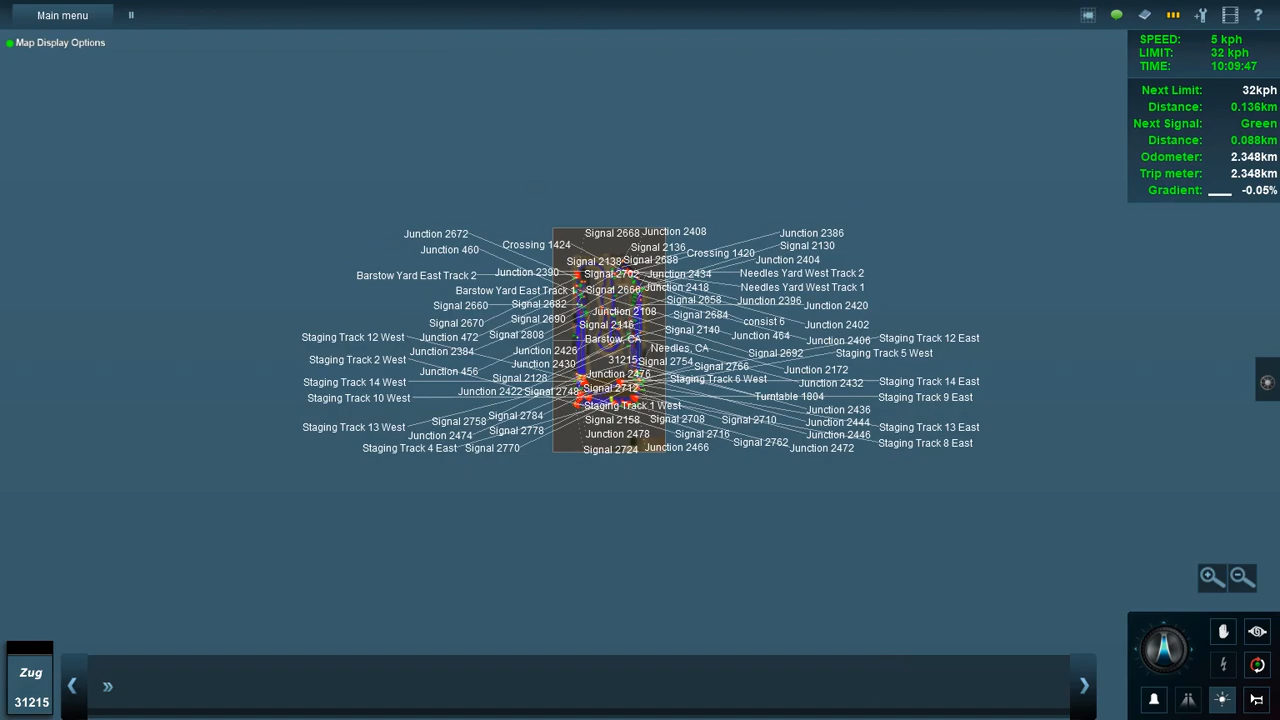 Main menu
Map Display Options
SPEED: 5 kph
LIMIT: 32 kph
TIME: 10:09:47
Next Limit: 32kph
Distance: 0.136km
Next Signal: Green
Distance: 0.088km
Odometer: 2.348km
Trip meter: 2.348km
Gradient: -0.05%
Junction 2672
Signal 2668
Junction 2408
Junction 2386
Junction 460
Crossing 1424
Signal 2136
Crossing 1420
Signal 2130
Signal 2138
Signal 2688
Junction 2404
Barstow Yard East Track 2
Junction 2390
Signal 2702
Junction 2434
Needles Yard West Track 2
Barstow Yard East Track 1
Signal 2666
Junction 2418
Needles Yard West Track 1
Signal 2660
Signal 2682
Signal 2658
Junction 2396
Junction 2420
Signal 2670
Signal 2690
Junction 2108
Signal 2684
consist 6
Junction 2402
Staging Track 12 West
Junction 472
Signal 2808
Signal 2146
Signal 2140
Junction 464
Junction 2406
Staging Track 12 East
Barstow, CA
Junction 2384
Junction 2426
Needles, CA
Signal 2692
Staging Track 5 West
Staging Track 2 West
Junction 2430
31215
Signal 2754
Signal 2766
Junction 2172
Junction 456
Signal 2128
Junction 2476
Staging Track 6 West
Junction 2432
Staging Track 14 East
Staging Track 14 West
Junction 2422
Signal 2748
Signal 2712
Turntable 1804
Staging Track 9 East
Staging Track 10 West
Staging Track 1 West
Junction 2436
Signal 2758
Signal 2784
Signal 2158
Signal 2708
Signal 2710
Junction 2444
Staging Track 13 West
Junction 2474
Signal 2778
Junction 2478
Signal 2716
Signal 2762
Junction 2446
Staging Track 13 East
Staging Track 4 East
Signal 2770
Signal 2724
Junction 2466
Junction 2472
Staging Track 8 East
Zug
31215